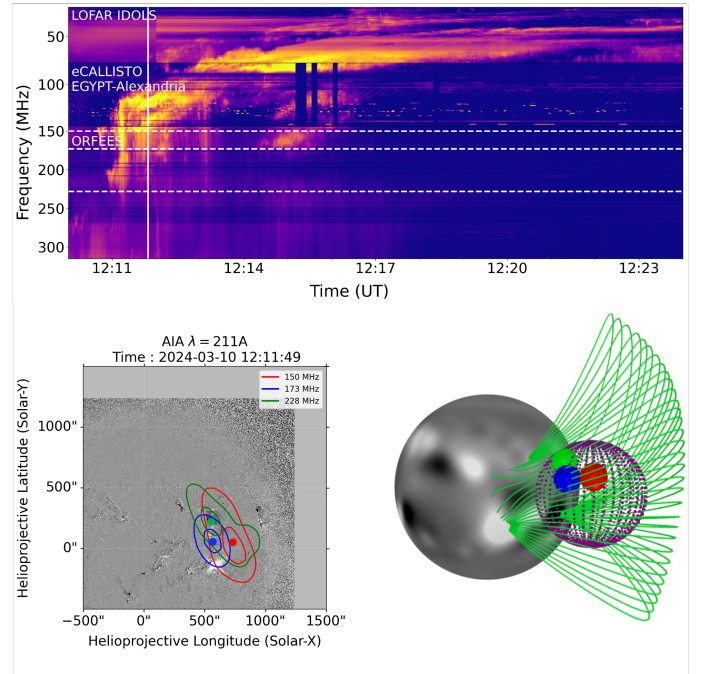 LOFAR IDOLS
eCALLISTO
EGYPT-Alexandria
ORFEES
50
100
150
200
250
300
Frequency (MHz)
12:11 12:14 12:17 12:20 12:23
Time (UT)
AIA λ = 211A
Time : 2024-03-10 12:11:49
150 MHz
173 MHz
228 MHz
1000"
500"
0"
Helioprojective Latitude (Solar-Y)
−500" 0" 500" 1000" 1500"
Helioprojective Longitude (Solar-X)